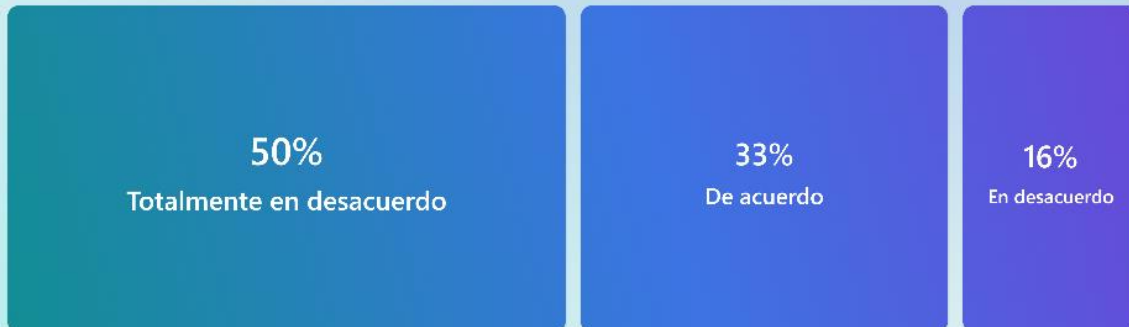 50%
Totalmente en desacuerdo
33%
De acuerdo
16%
En desacuerdo